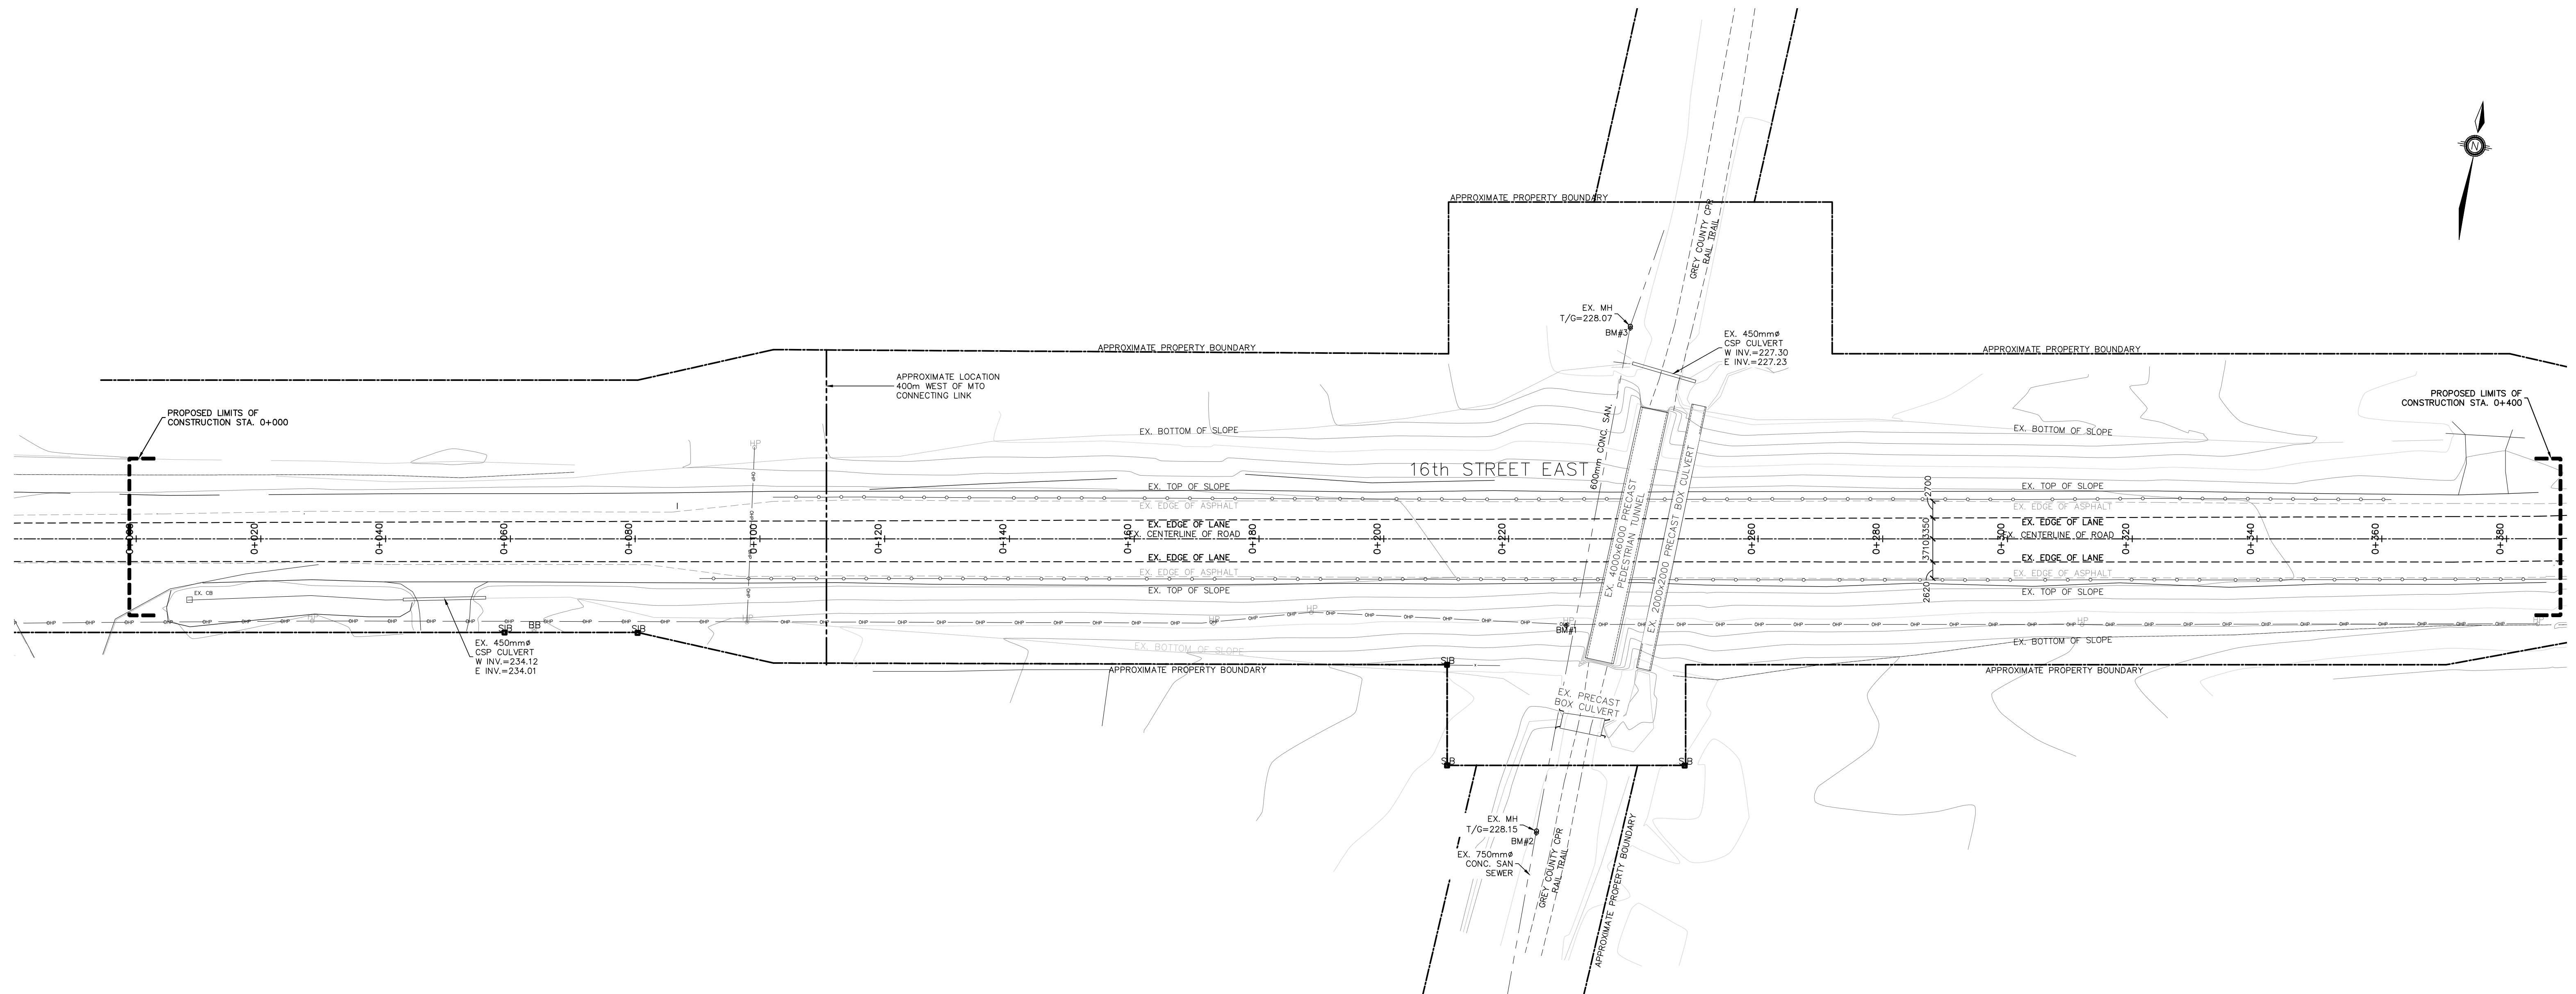 N
APPROXIMATE PROPERTY BOUNDARY
GREY COUNTY CPR
RAIL TRAIL
EX. MH
T/G=228.07
BM#3
EX. 450mmø
CSP CULVERT
W INV.=227.30
E INV.=227.23
APPROXIMATE PROPERTY BOUNDARY
APPROXIMATE PROPERTY BOUNDARY
APPROXIMATE LOCATION
400m WEST OF MTO
CONNECTING LINK
PROPOSED LIMITS OF
CONSTRUCTION STA. 0+000
PROPOSED LIMITS OF
CONSTRUCTION STA. 0+400
HP
EX. BOTTOM OF SLOPE
600mm CONC. SAN.
EX. BOTTOM OF SLOPE
16th STREET EAST
EX. TOP OF SLOPE
EX. EDGE OF ASPHALT
EX. EDGE OF LANE
EX. CENTERLINE OF ROAD
EX. EDGE OF LANE
EX. EDGE OF ASPHALT
EX. TOP OF SLOPE
EX. 4000x6000 PRECAST
PEDESTRIAN TUNNEL
EX. 2000x2000 PRECAST BOX CULVERT
EX. TOP OF SLOPE
EX. EDGE OF ASPHALT
EX. EDGE OF LANE
EX. CENTERLINE OF ROAD
EX. EDGE OF LANE
EX. EDGE OF ASPHALT
EX. TOP OF SLOPE
2700
3350
3710
2620
0+000
0+020
0+040
0+060
0+080
0+100
0+120
0+140
0+160
0+180
0+200
0+220
0+260
0+280
0+300
0+320
0+340
0+360
0+380
EX. CB
HP
SIB
BB
SIB
HP
HP
HP
HP
BM#1
HP
HP
OHP
EX. 450mmø
CSP CULVERT
W INV.=234.12
E INV.=234.01
EX. BOTTOM OF SLOPE
APPROXIMATE PROPERTY BOUNDARY
SIB
EX. BOTTOM OF SLOPE
APPROXIMATE PROPERTY BOUNDARY
EX. PRECAST
BOX CULVERT
SIB
SIB
EX. MH
T/G=228.15
BM#2
EX. 750mmø
CONC. SAN
SEWER
GREY COUNTY CPR
RAIL TRAIL
APPROXIMATE PROPERTY BOUNDARY